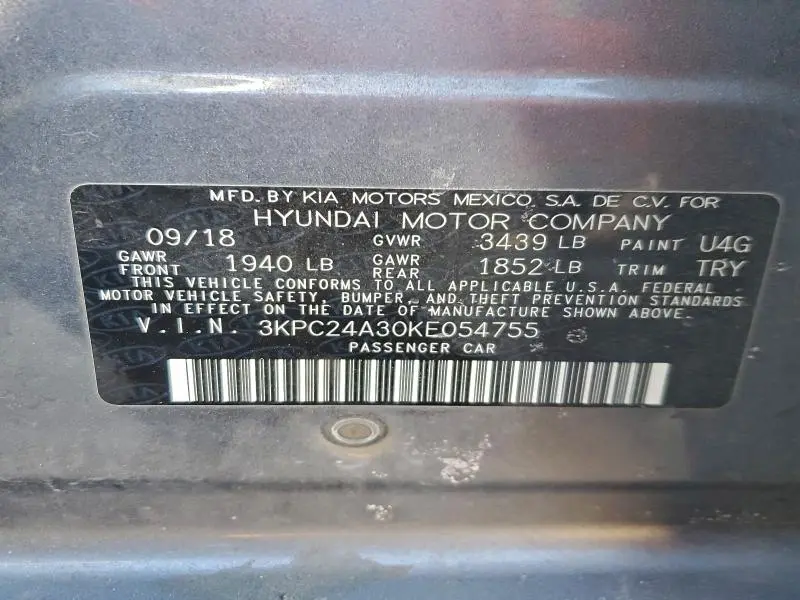 MFD. BY KIA MOTORS MEXICO, S.A. DE C.V. FOR
HYUNDAI MOTOR COMPANY
09/18 GVWR 3439 LB PAINT U4G
GAWR FRONT 1940 LB GAWR REAR 1852 LB TRIM TRY
THIS VEHICLE CONFORMS TO ALL APPLICABLE U.S.A. FEDERAL
MOTOR VEHICLE SAFETY, BUMPER, AND THEFT PREVENTION STANDARDS
IN EFFECT ON THE DATE OF MANUFACTURE SHOWN ABOVE.
V.I.N. 3KPC24A30KE054755
PASSENGER CAR